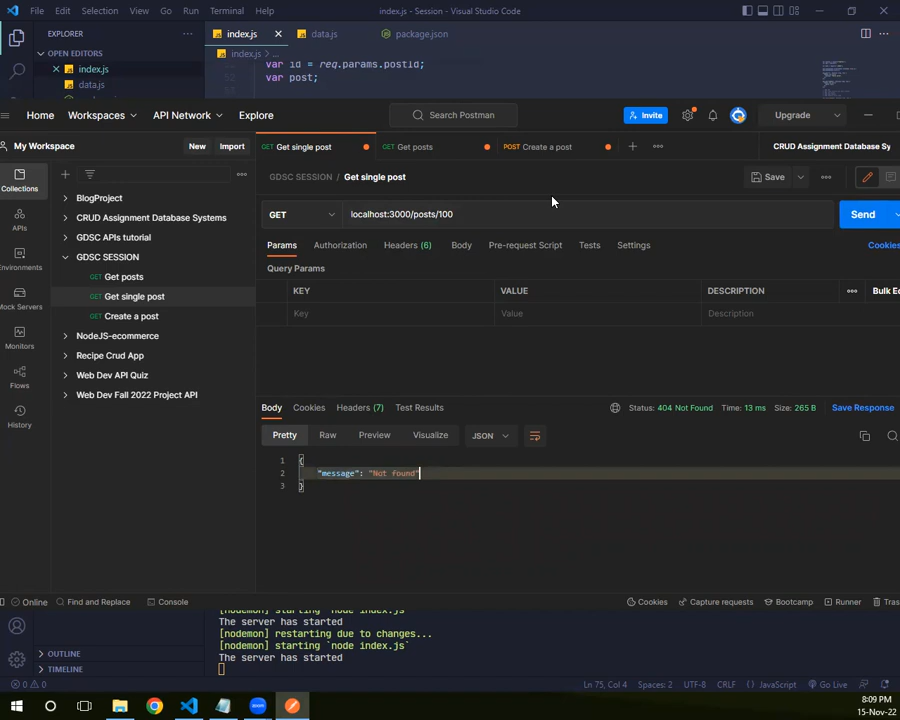 File Edit Selection View Go Run Terminal Help index.js - Session - Visual Studio Code
EXPLORER
index.js data.js package.json
OPEN EDITORS
index.js > ...
index.js
52 var id = req.params.postId;
data.js
var post;
Home Workspaces API Network Explore Search Postman Invite Upgrade
My Workspace New Import
GET Get single post GET Get posts POST Create a post CRUD Assignment Database Sy
Collections
APIs
Environments
Mock Servers
Monitors
Flows
History
BlogProject
CRUD Assignment Database Systems
GDSC APIs tutorial
GDSC SESSION
GET Get posts
GET Get single post
GET Create a post
NodeJS-ecommerce
Recipe Crud App
Web Dev API Quiz
Web Dev Fall 2022 Project API
GDSC SESSION / Get single post Save
GET localhost:3000/posts/100 Send
Params Authorization Headers (6) Body Pre-request Script Tests Settings Cookies
Query Params
KEY VALUE DESCRIPTION Bulk Ed
Key Value Description
Body Cookies Headers (7) Test Results Status: 404 Not Found Time: 13 ms Size: 265 B Save Response
Pretty Raw Preview Visualize JSON
1 {
2 "message": "Not found"
3 }
Online Find and Replace Console Cookies Capture requests Bootcamp Runner Tras
[nodemon] starting `node index.js`
The server has started
[nodemon] restarting due to changes...
[nodemon] starting `node index.js`
The server has started
OUTLINE
TIMELINE
0 0 Ln 75, Col 4 Spaces: 2 UTF-8 CRLF {} JavaScript Go Live
8:09 PM
15-Nov-22